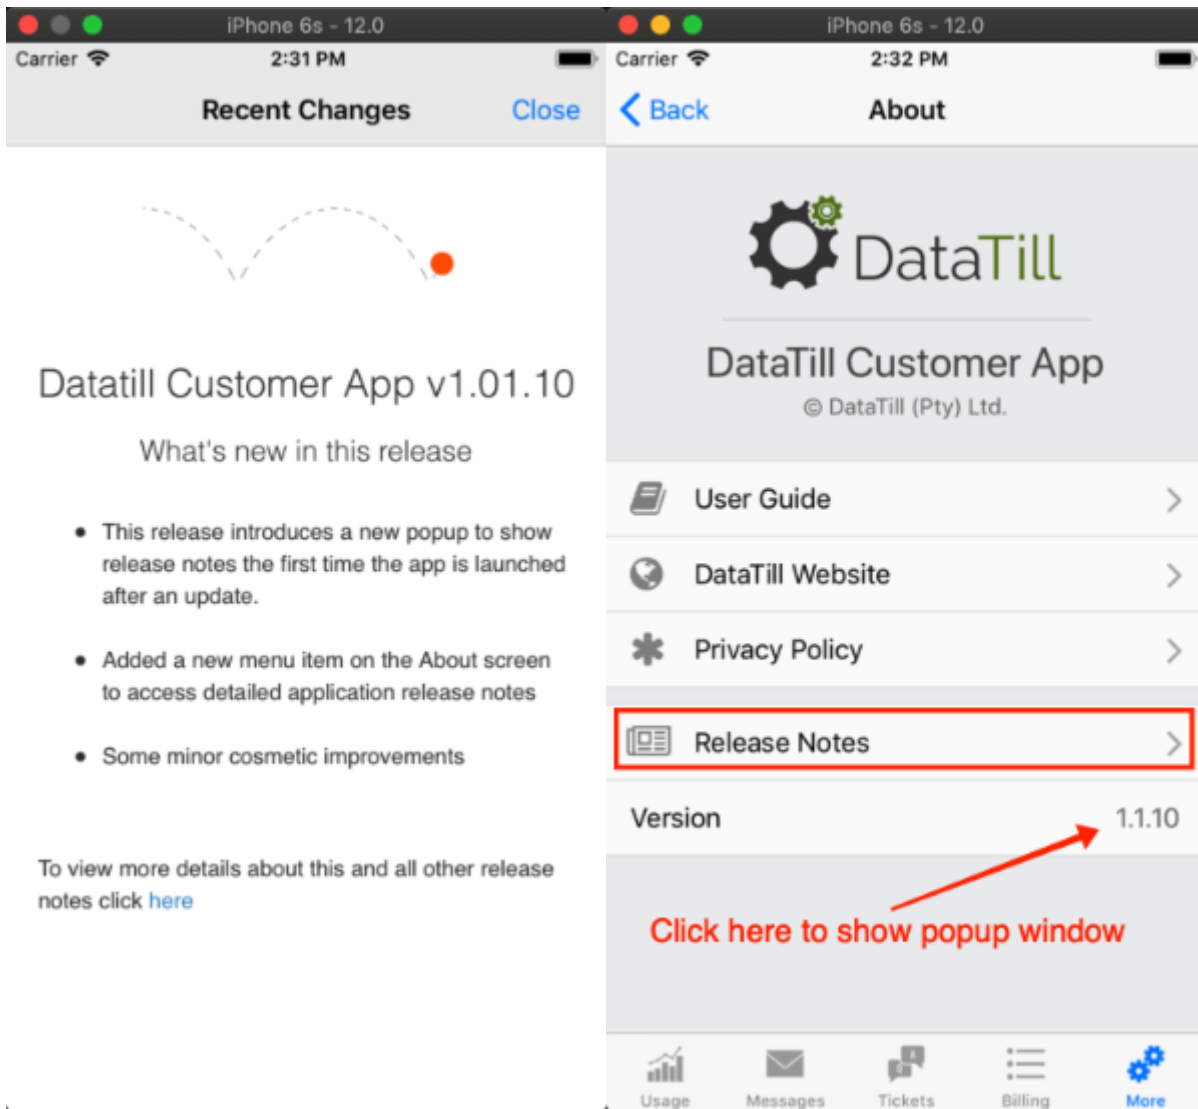 iPhone 6s - 12.0
Carrier
2:31 PM
Recent Changes
Close
Datatill Customer App v1.01.10
What's new in this release
• This release introduces a new popup to show
release notes the first time the app is launched
after an update.
• Added a new menu item on the About screen
to access detailed application release notes
• Some minor cosmetic improvements
To view more details about this and all other release
notes click here
iPhone 6s - 12.0
Carrier
2:32 PM
Back
About
DataTill
DataTill Customer App
© DataTill (Pty) Ltd.
User Guide
DataTill Website
Privacy Policy
Release Notes
Version
1.1.10
Click here to show popup window
Usage
Messages
Tickets
Billing
More